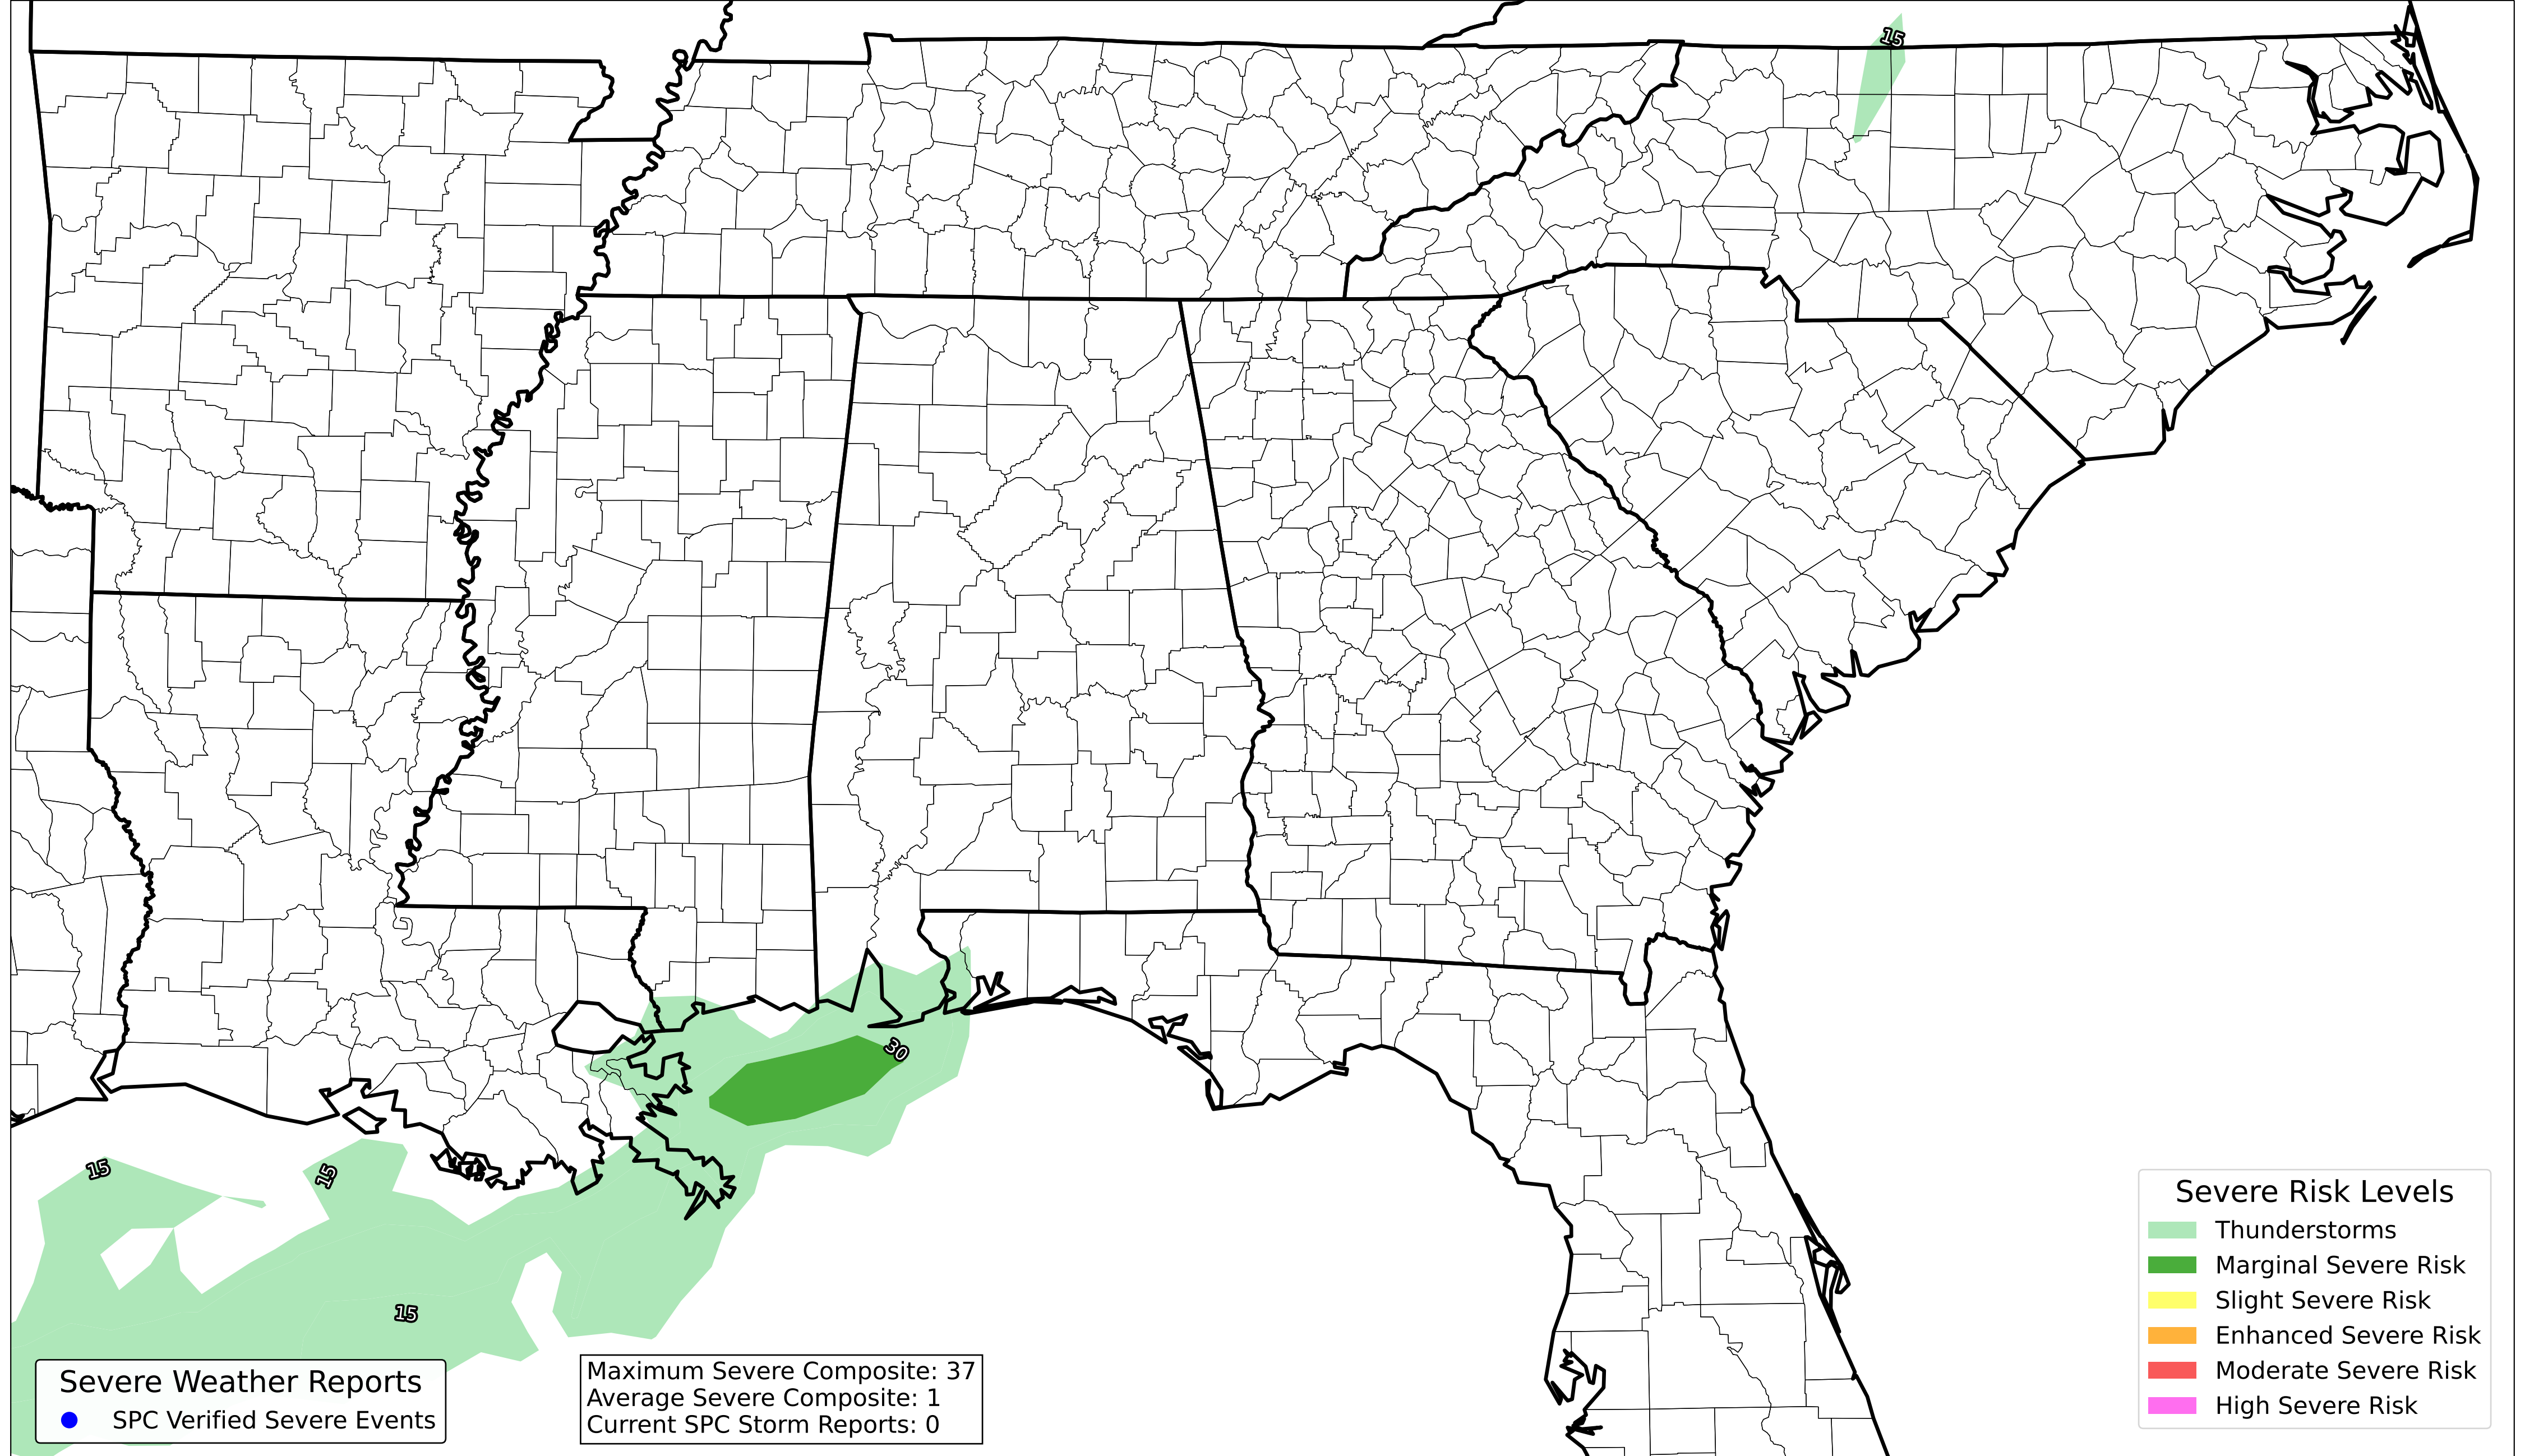 15
30
15
15
15
Severe Weather Reports
SPC Verified Severe Events
Maximum Severe Composite: 37
Average Severe Composite: 1
Current SPC Storm Reports: 0
Severe Risk Levels
Thunderstorms
Marginal Severe Risk
Slight Severe Risk
Enhanced Severe Risk
Moderate Severe Risk
High Severe Risk